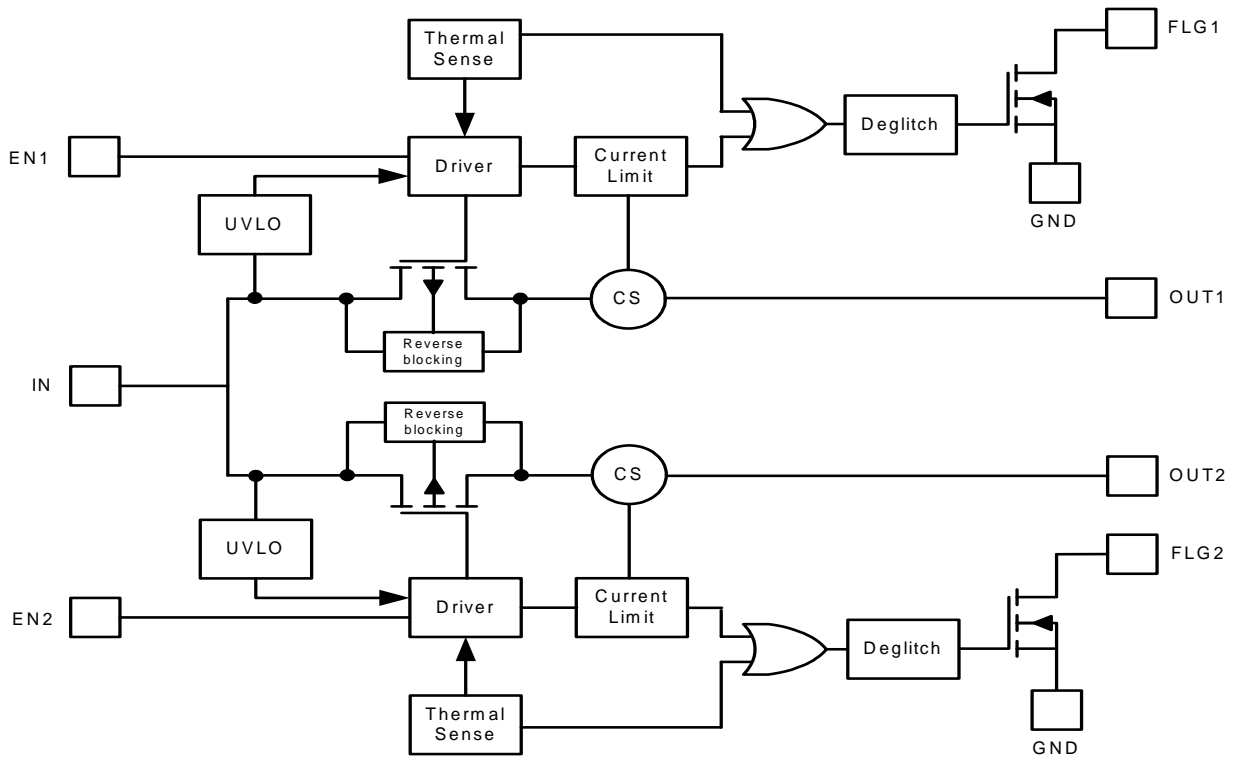 Thermal
Sense
FLG1
Deglitch
EN1
Driver
Current
Limit
GND
UVLO
CS
OUT1
Reverse
blocking
IN
Reverse
blocking
CS
OUT2
UVLO
FLG2
EN2
Driver
Current
Limit
Deglitch
Thermal
Sense
GND